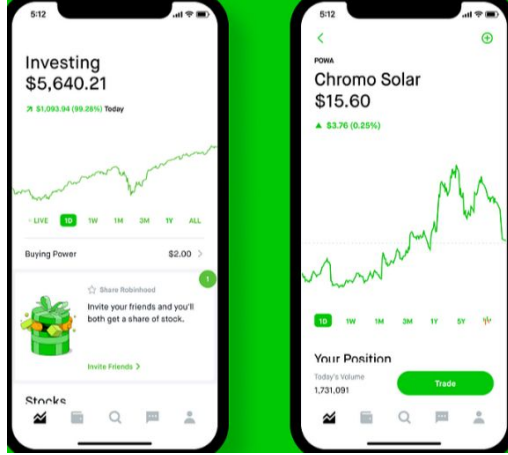 5:12
Investing
$5,640.21
$1,093.94 (99.28%) Today
LIVE 1D 1W 1M 3M 1Y ALL
Buying Power $2.00
1
Share Robinhood
Invite your friends and you'll
both get a share of stock.
Invite Friends
Stocks
5:12
POWA
Chromo Solar
$15.60
$3.76 (0.25%)
1D 1W 1M 3M 1Y 5Y
Your Position
Today's Volume
1,731,091
Trade